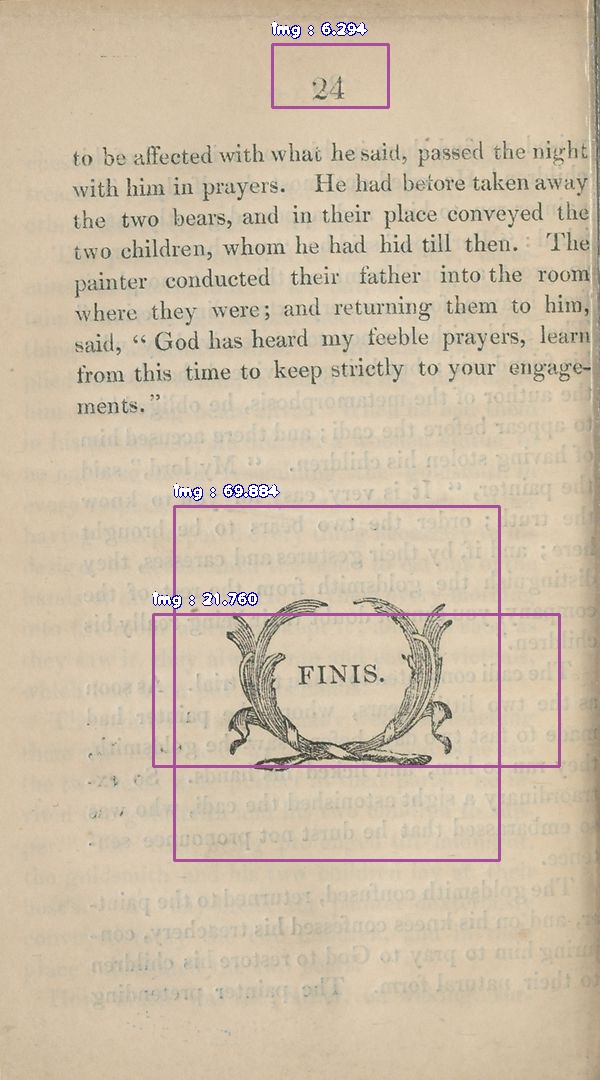 img : 6.294
24
to be affected with what he said, passed the night
with him in prayers. He had before taken away
the two bears, and in their place conveyed the
two children, whom he had hid till then. The
painter conducted their father into the room
where they were; and returning them to him,
said, “ God has heard my feeble prayers, learn
from this time to keep strictly to your engage-
ments.”
img : 69.884
img : 21.760
FINIS.